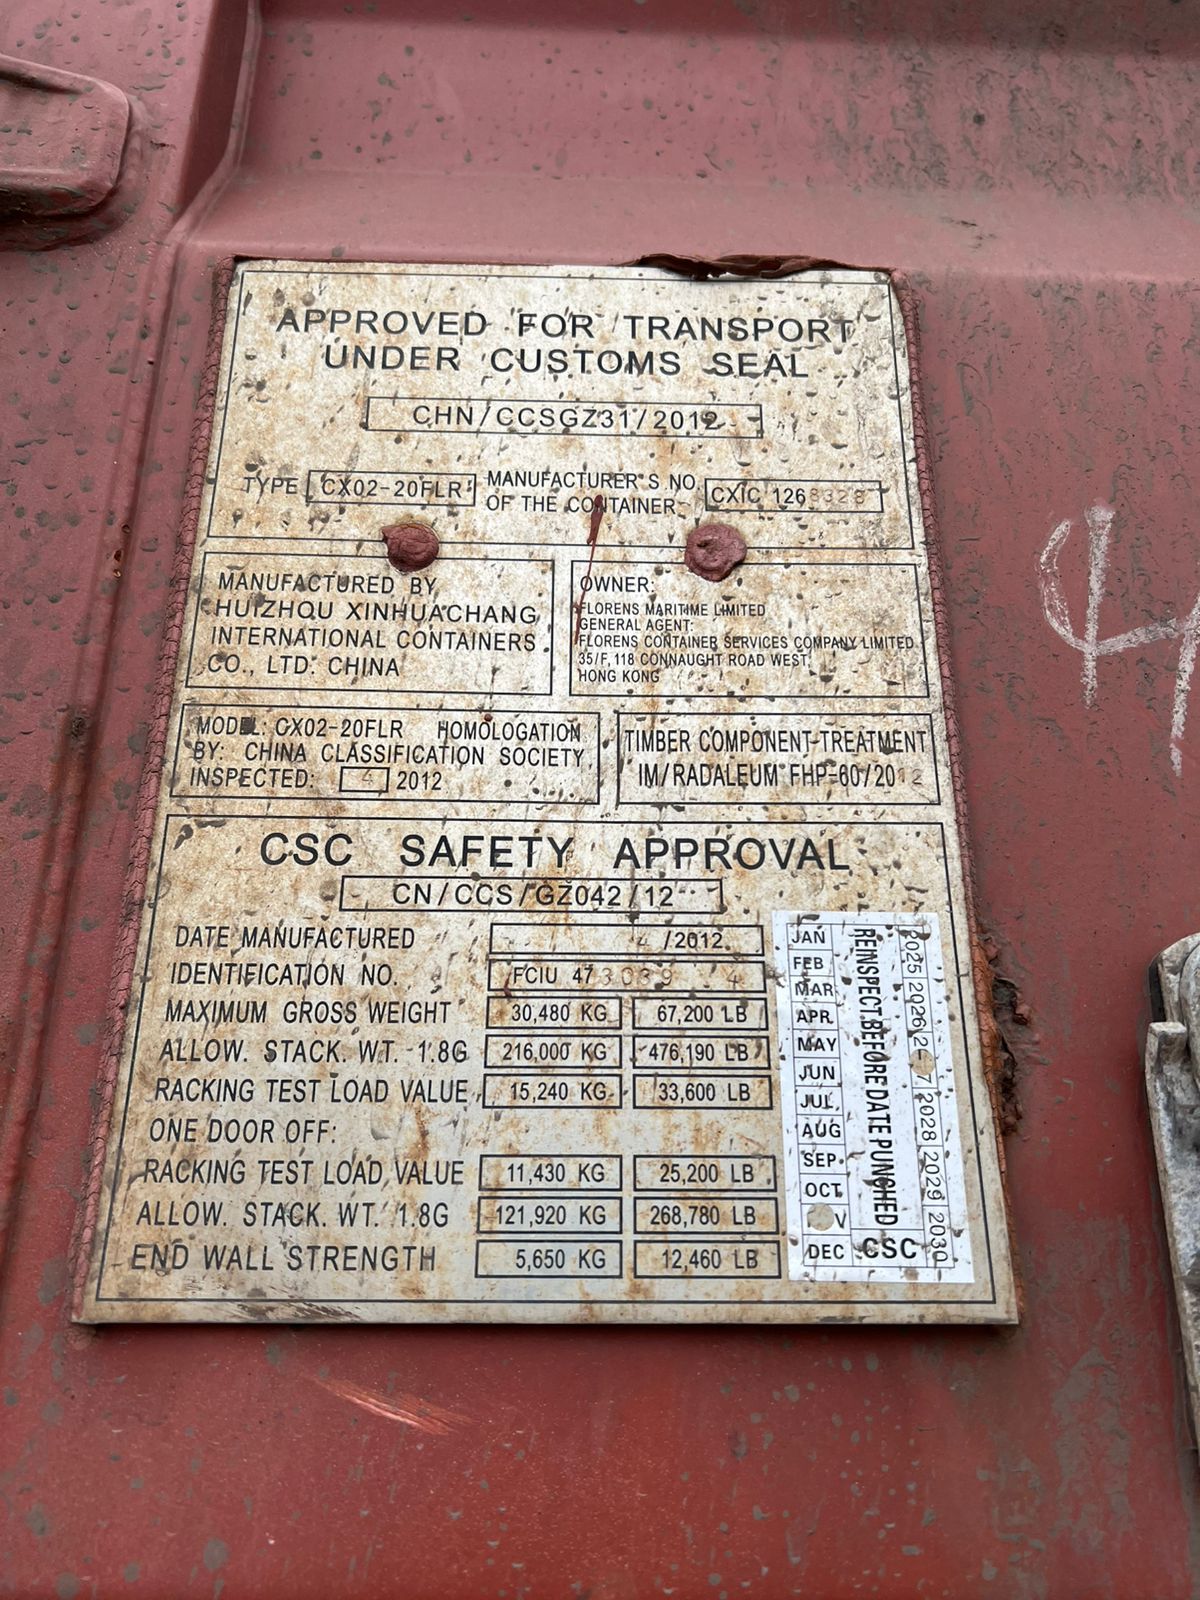 APPROVED FOR TRANSPORT
UNDER CUSTOMS SEAL
CHN/CCSGZ31/2012
TYPE CX02-20FLR MANUFACTURER'S NO. OF THE CONTAINER
MANUFACTURED BY
HUIZHOU XINHUACHANG
INTERNATIONAL CONTAINERS
CO., LTD. CHINA
OWNER:
FLORENS MARITIME LIMITED
GENERAL AGENT:
FLORENS CONTAINER SERVICES COMPANY LIMITED
35/F, 118 CONNAUGHT ROAD WEST,
HONG KONG
MODEL: CX02-20FLR HOMOLOGATION
BY: CHINA CLASSIFICATION SOCIETY
INSPECTED: 4 2012
TIMBER COMPONENT TREATMENT
IM/RADALEUM FHP-60/2012
CSC SAFETY APPROVAL
CN/CCS/GZ042/12
DATE MANUFACTURED 4 /2012
IDENTIFICATION NO. FCIU 473039 4
MAXIMUM GROSS WEIGHT 30,480 KG 67,200 LB
ALLOW. STACK. WT. 1.8G 216,000 KG 476,190 LB
RACKING TEST LOAD VALUE 15,240 KG 33,600 LB
ONE DOOR OFF:
RACKING TEST LOAD VALUE 11,430 KG 25,200 LB
ALLOW. STACK. WT. 1.8G 121,920 KG 268,780 LB
END WALL STRENGTH 5,650 KG 12,460 LB
JAN
FEB
MAR
APR
MAY
JUN
JUL
AUG
SEP
OCT
V
DEC
REINSPECT.BEFORE DATE PUNCHED
CSC
2025 2026 2 7 2028 2029 2030